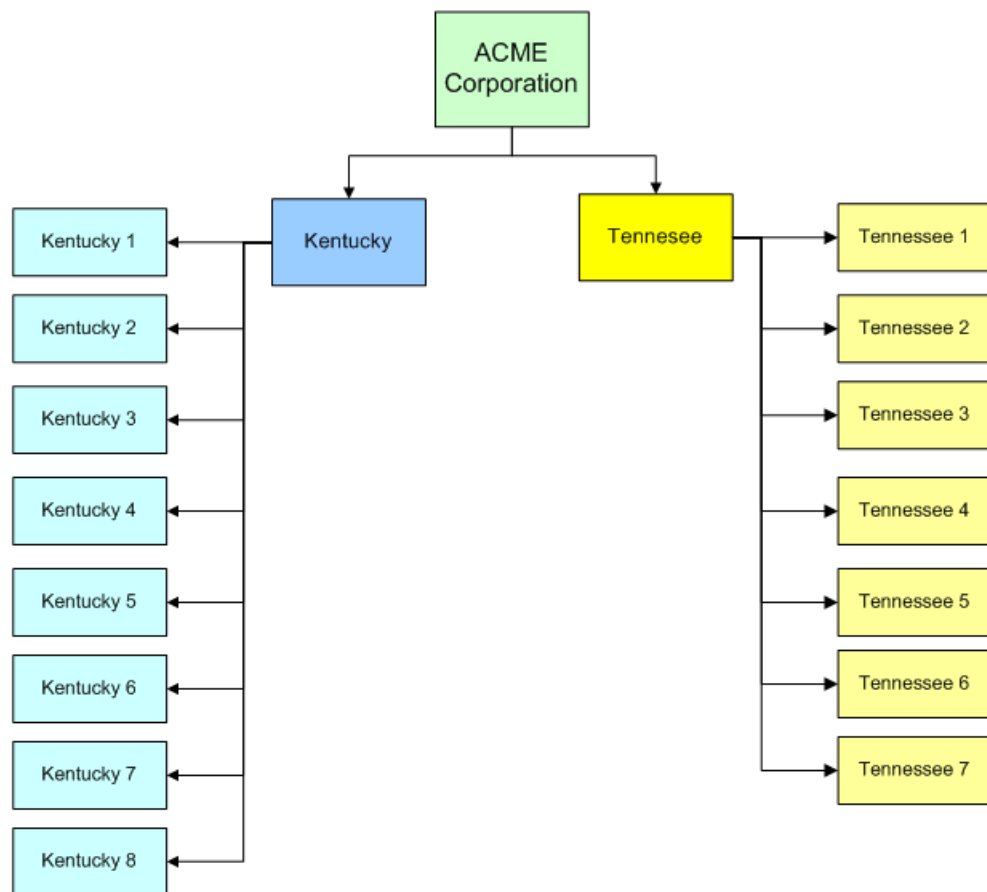 ACME
Corporation
Kentucky
Tennesee
Kentucky 1
Kentucky 2
Kentucky 3
Kentucky 4
Kentucky 5
Kentucky 6
Kentucky 7
Kentucky 8
Tennessee 1
Tennessee 2
Tennessee 3
Tennessee 4
Tennessee 5
Tennessee 6
Tennessee 7